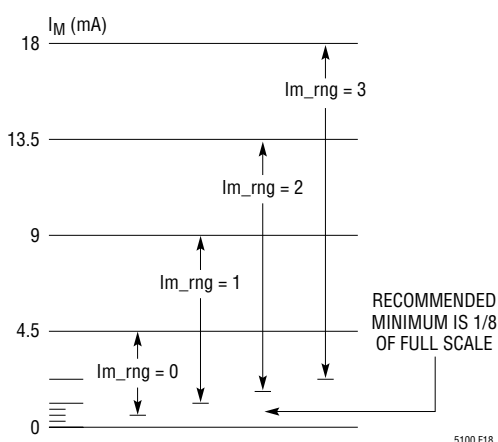 I_M (mA)
18
Im_rng = 3
13.5
Im_rng = 2
9
Im_rng = 1
RECOMMENDED
MINIMUM IS 1/8
OF FULL SCALE
4.5
Im_rng = 0
0
5100 F18